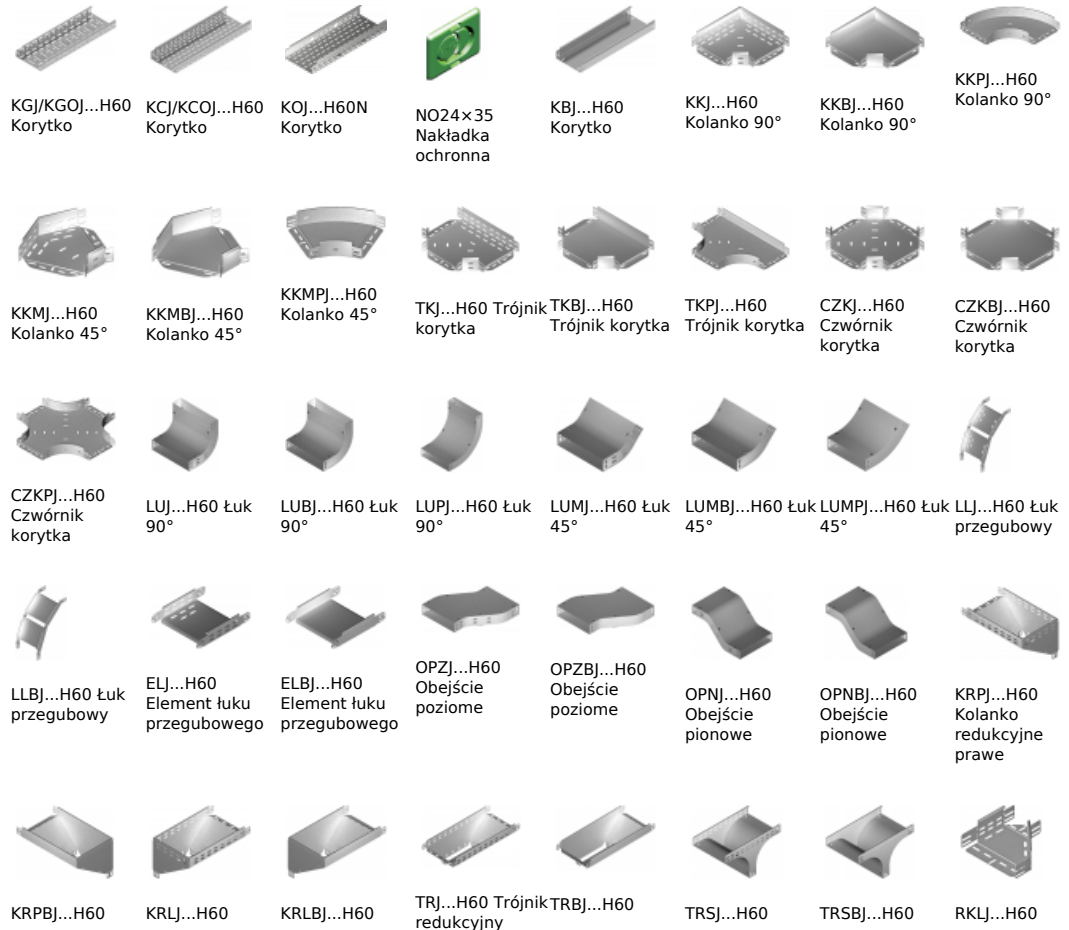 KGJ/KGOJ...H60
Korytko
KCJ/KCOJ...H60
Korytko
KOJ...H60N
Korytko
NO24×35
Nakładka
ochronna
KBJ...H60
Korytko
KKJ...H60
Kolanko 90°
KKBJ...H60
Kolanko 90°
KKPJ...H60
Kolanko 90°
KKMJ...H60
Kolanko 45°
KKMBJ...H60
Kolanko 45°
KKMPJ...H60
Kolanko 45°
TKJ...H60 Trójnik
korytka
TKBJ...H60
Trójnik korytka
TKPJ...H60
Trójnik korytka
CZKJ...H60
Czwórnik
korytka
CZKBJ...H60
Czwórnik
korytka
CZKPJ...H60
Czwórnik
korytka
LUJ...H60 Łuk
90°
LUBJ...H60 Łuk
90°
LUPJ...H60 Łuk
90°
LUMJ...H60 Łuk
45°
LUMBJ...H60 Łuk
45°
LUMPJ...H60 Łuk
45°
LLJ...H60 Łuk
przegubowy
LLBJ...H60 Łuk
przegubowy
ELJ...H60
Element łuku
przegubowego
ELBJ...H60
Element łuku
przegubowego
OPZJ...H60
Obejście
poziome
OPZBJ...H60
Obejście
poziome
OPNJ...H60
Obejście
pionowe
OPNBJ...H60
Obejście
pionowe
KRPJ...H60
Kolanko
redukcyjne
prawe
KRPBJ...H60
KRLJ...H60
KRLBJ...H60
TRJ...H60 Trójnik
redukcyjny
TRBJ...H60
TRSJ...H60
TRSBJ...H60
RKLJ...H60